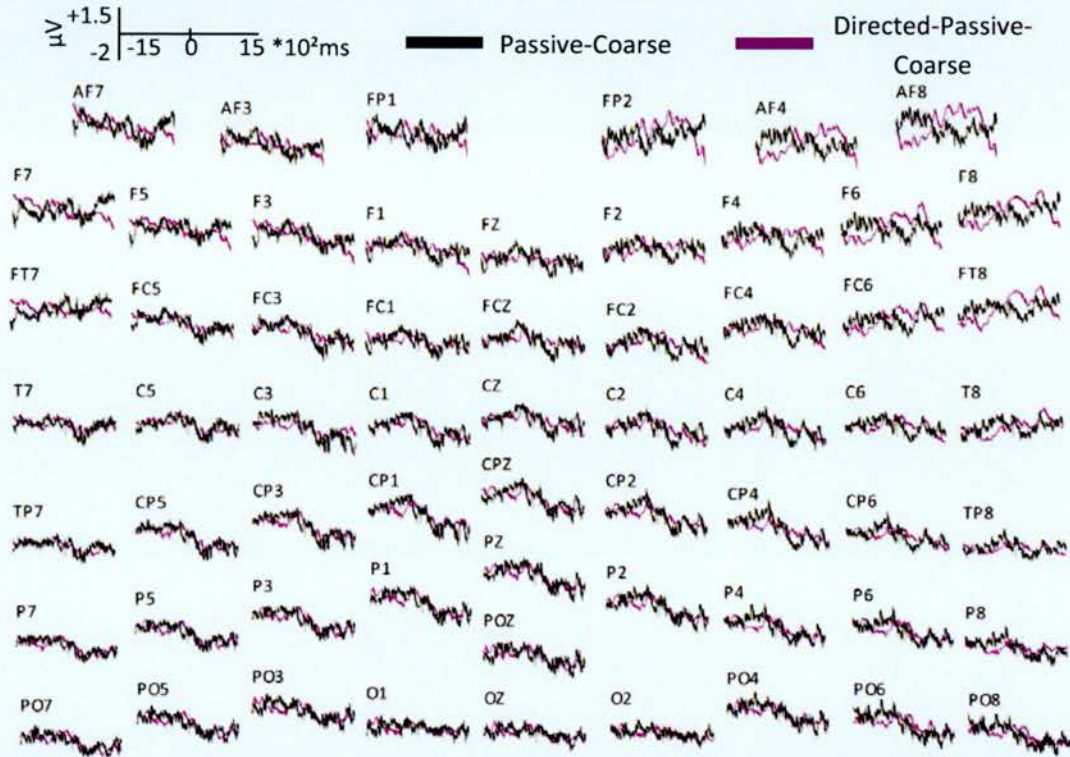 +1.5
μV
-2
-15 0 15 *10²ms
Passive-Coarse
Directed-Passive-
Coarse
AF7 AF3 FP1 FP2 AF4 AF8
F7 F5 F3 F1 FZ F2 F4 F6 F8
FT7 FC5 FC3 FC1 FCZ FC2 FC4 FC6 FT8
T7 C5 C3 C1 CZ C2 C4 C6 T8
TP7 CP5 CP3 CP1 CPZ CP2 CP4 CP6 TP8
PZ
P7 P5 P3 P1 P2 P4 P6 P8
POZ
PO7 PO5 PO3 O1 OZ O2 PO4 PO6 PO8